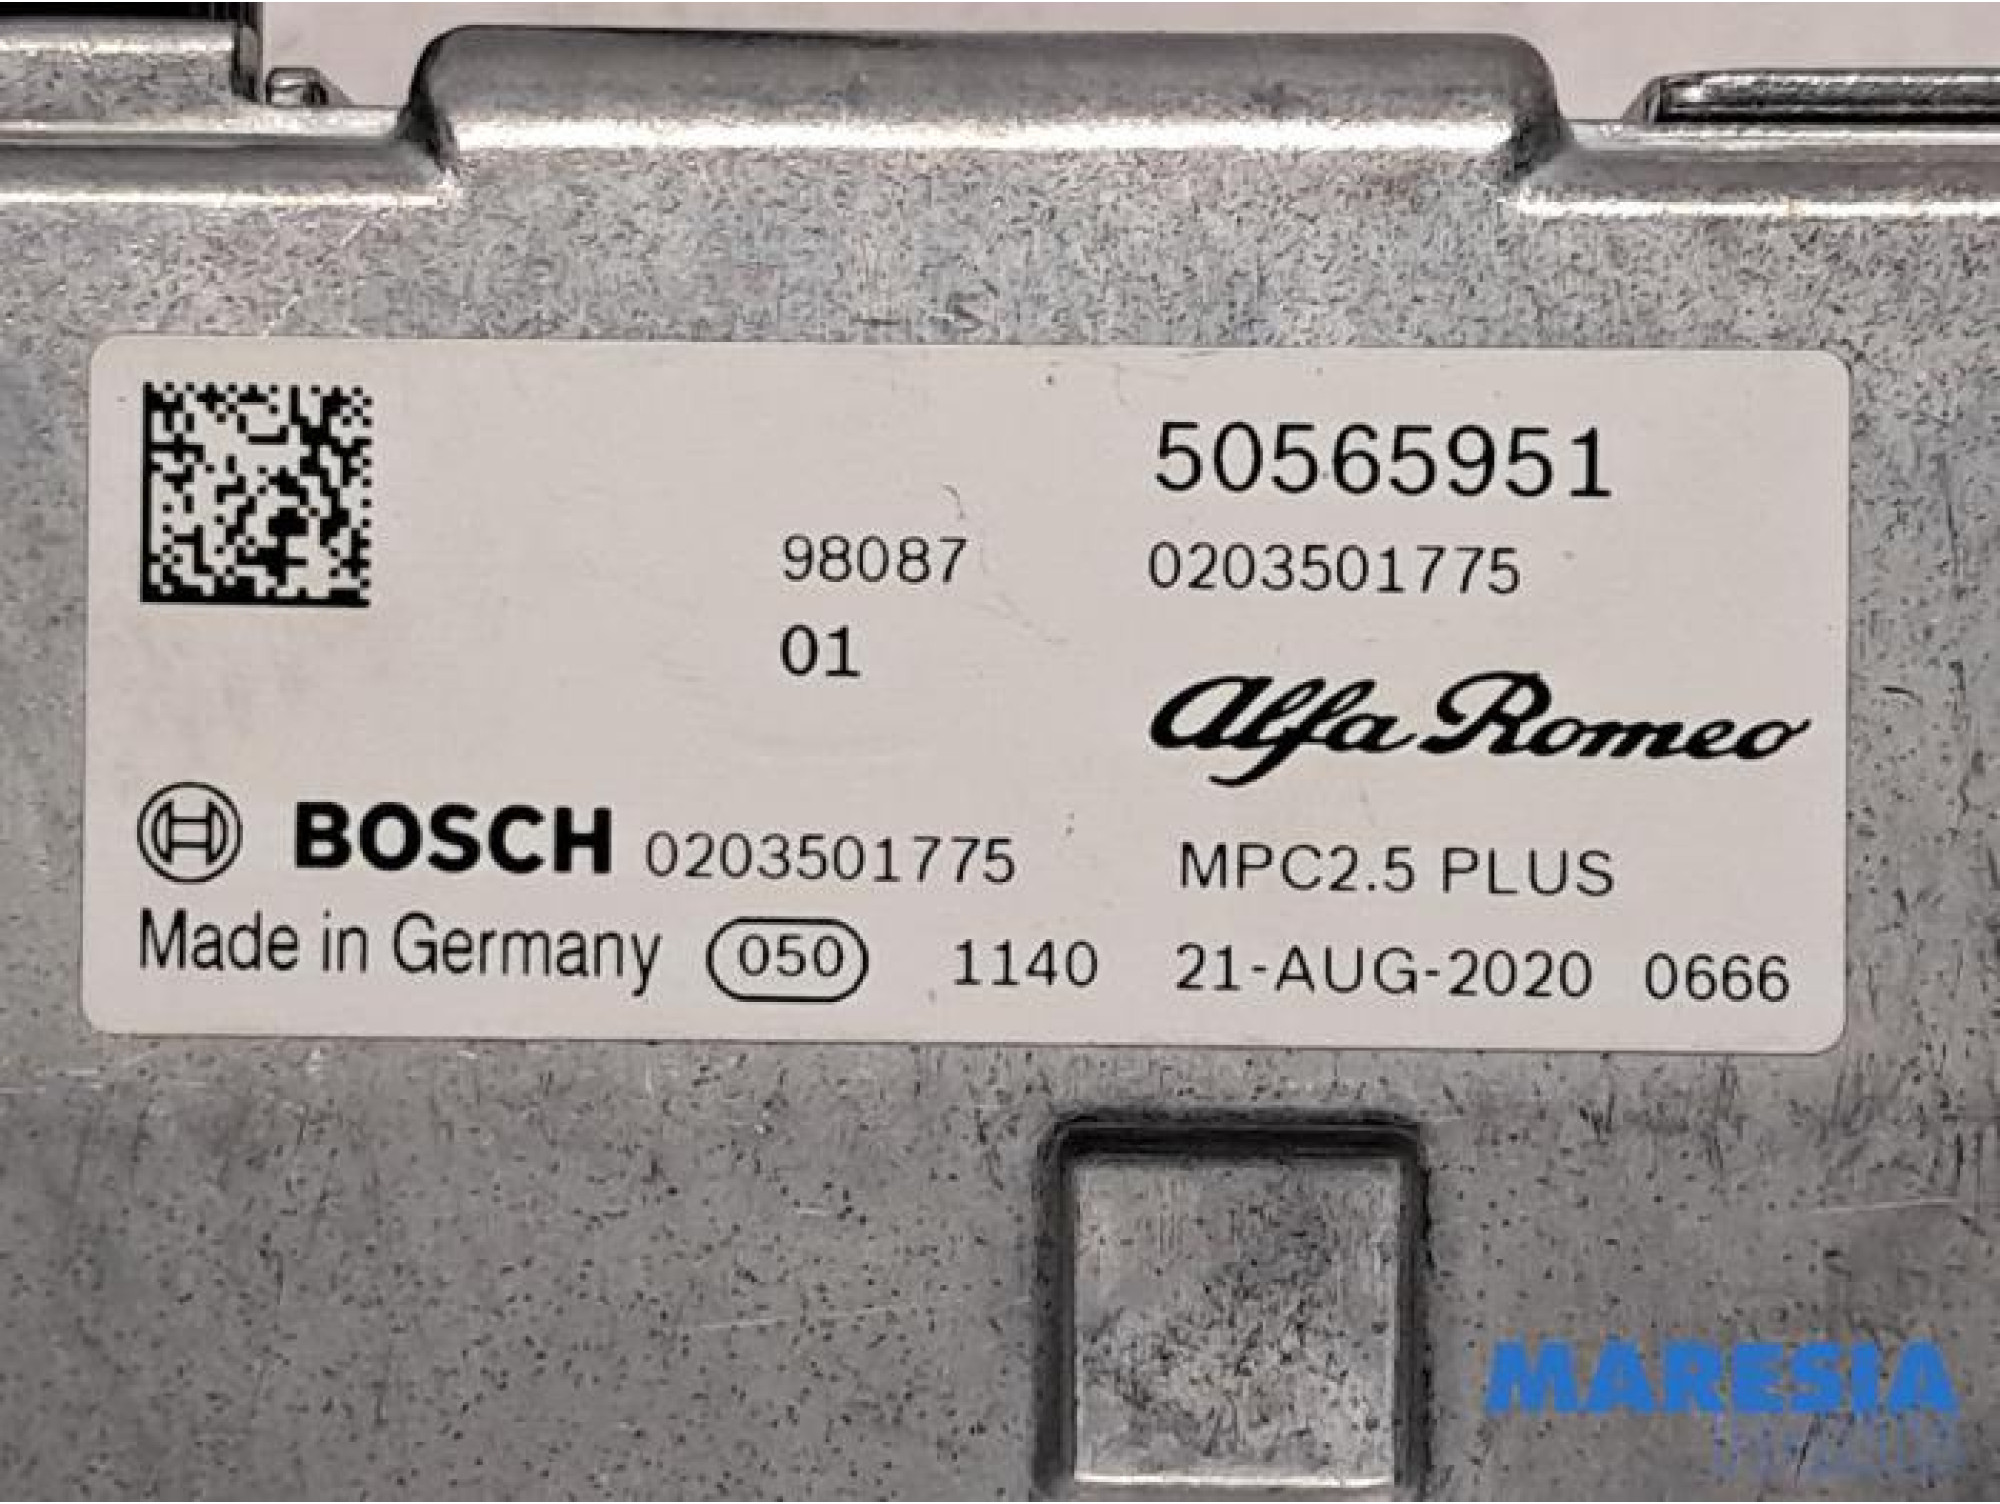 50565951
98087 0203501775
01
Alfa Romeo
BOSCH 0203501775 MPC2.5 PLUS
Made in Germany 050 1140 21-AUG-2020 0666
MARESIA